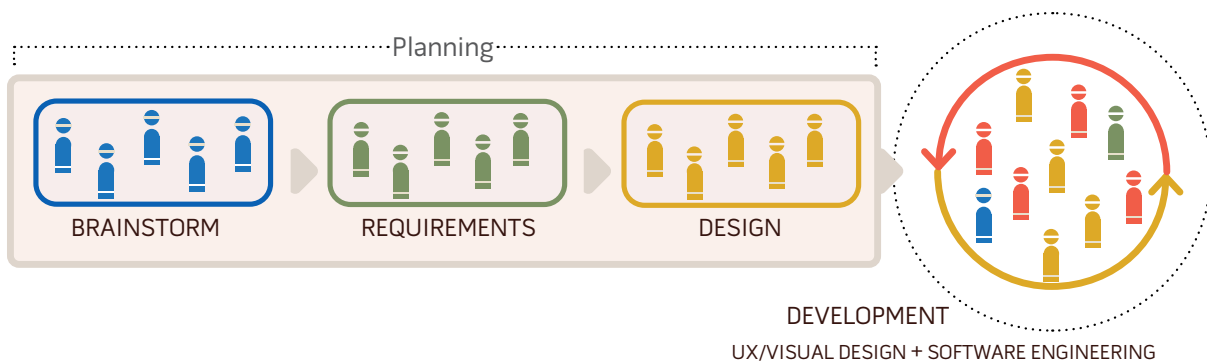 Planning
BRAINSTORM
REQUIREMENTS
DESIGN
DEVELOPMENT
UX/VISUAL DESIGN + SOFTWARE ENGINEERING